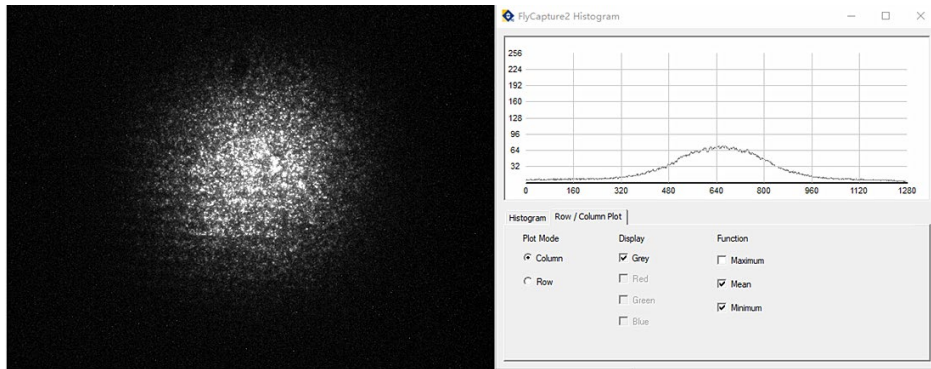 FlyCapture2 Histogram
256
224
192
160
128
96
64
32
0 160 320 480 640 800 960 1120 1280
Histogram Row / Column Plot
Plot Mode Display Function
Column Grey Maximum
Row Red Mean
Green Minimum
Blue